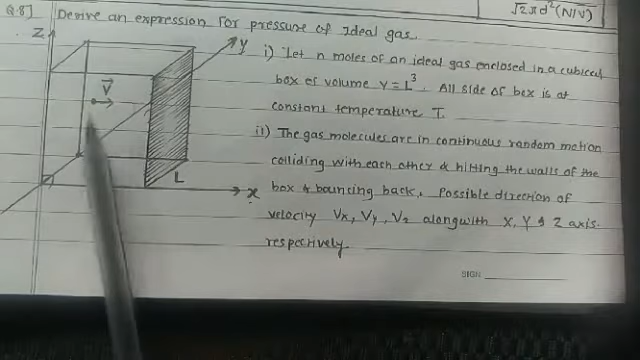 Q.8] Derive an expression for pressure of ideal gas.
√2πd²(N/V)
Z
y
V
L
x
i) Let n moles of an ideal gas enclosed in a cubical
box of volume V = L³. All side of box is at
constant temperature T.
ii) The gas molecules are in continuous random motion
colliding with each other & hitting the walls of the
box & bouncing back. Possible direction of
velocity Vx, Vy, Vz along with X, Y & Z axis.
respectively.
SIGN